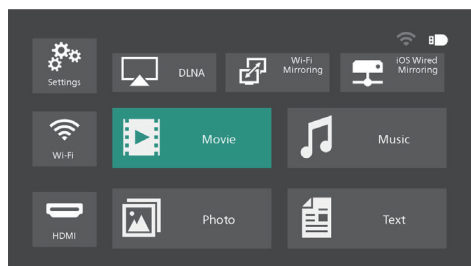 Settings
DLNA
Wi-Fi
Mirroring
iOS Wired
Mirroring
Wi-Fi
Movie
Music
HDMI
Photo
Text